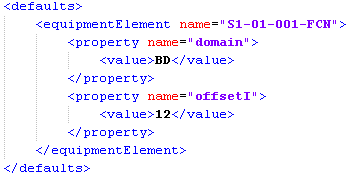 <defaults>
<equipmentElement name="S1-01-001-FCN">
<property name="domain">
<value>BD</value>
</property>
<property name="offsetI">
<value>12</value>
</property>
</equipmentElement>
</defaults>